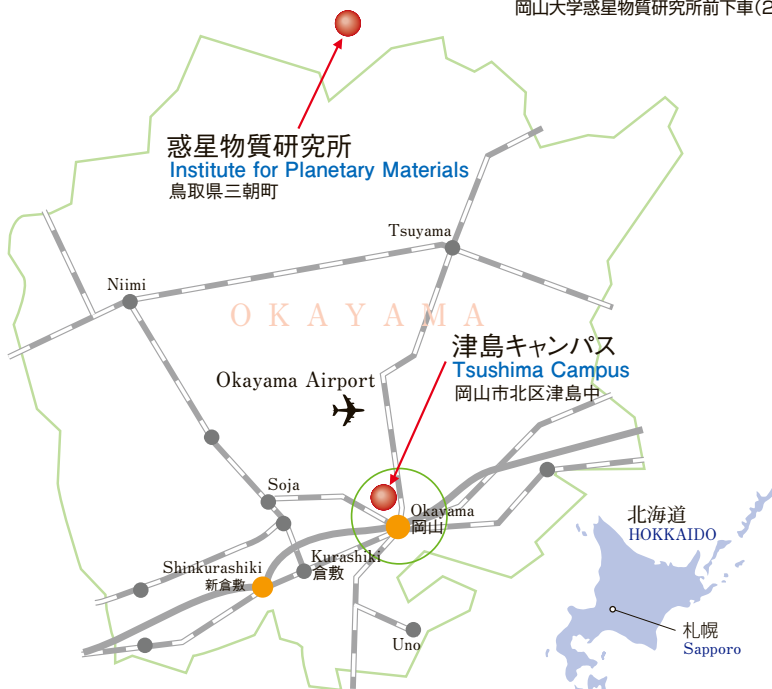 岡山大学惑星物質研究所前下車(2
惑星物質研究所
Institute for Planetary Materials
鳥取県三朝町
Tsuyama
Niimi
OKAYAMA
津島キャンパス
Tsushima Campus
岡山市北区津島中
Okayama Airport
Soja
Okayama
岡山
Shinkurashiki
新倉敷
Kurashiki
倉敷
Uno
北海道
HOKKAIDO
札幌
Sapporo